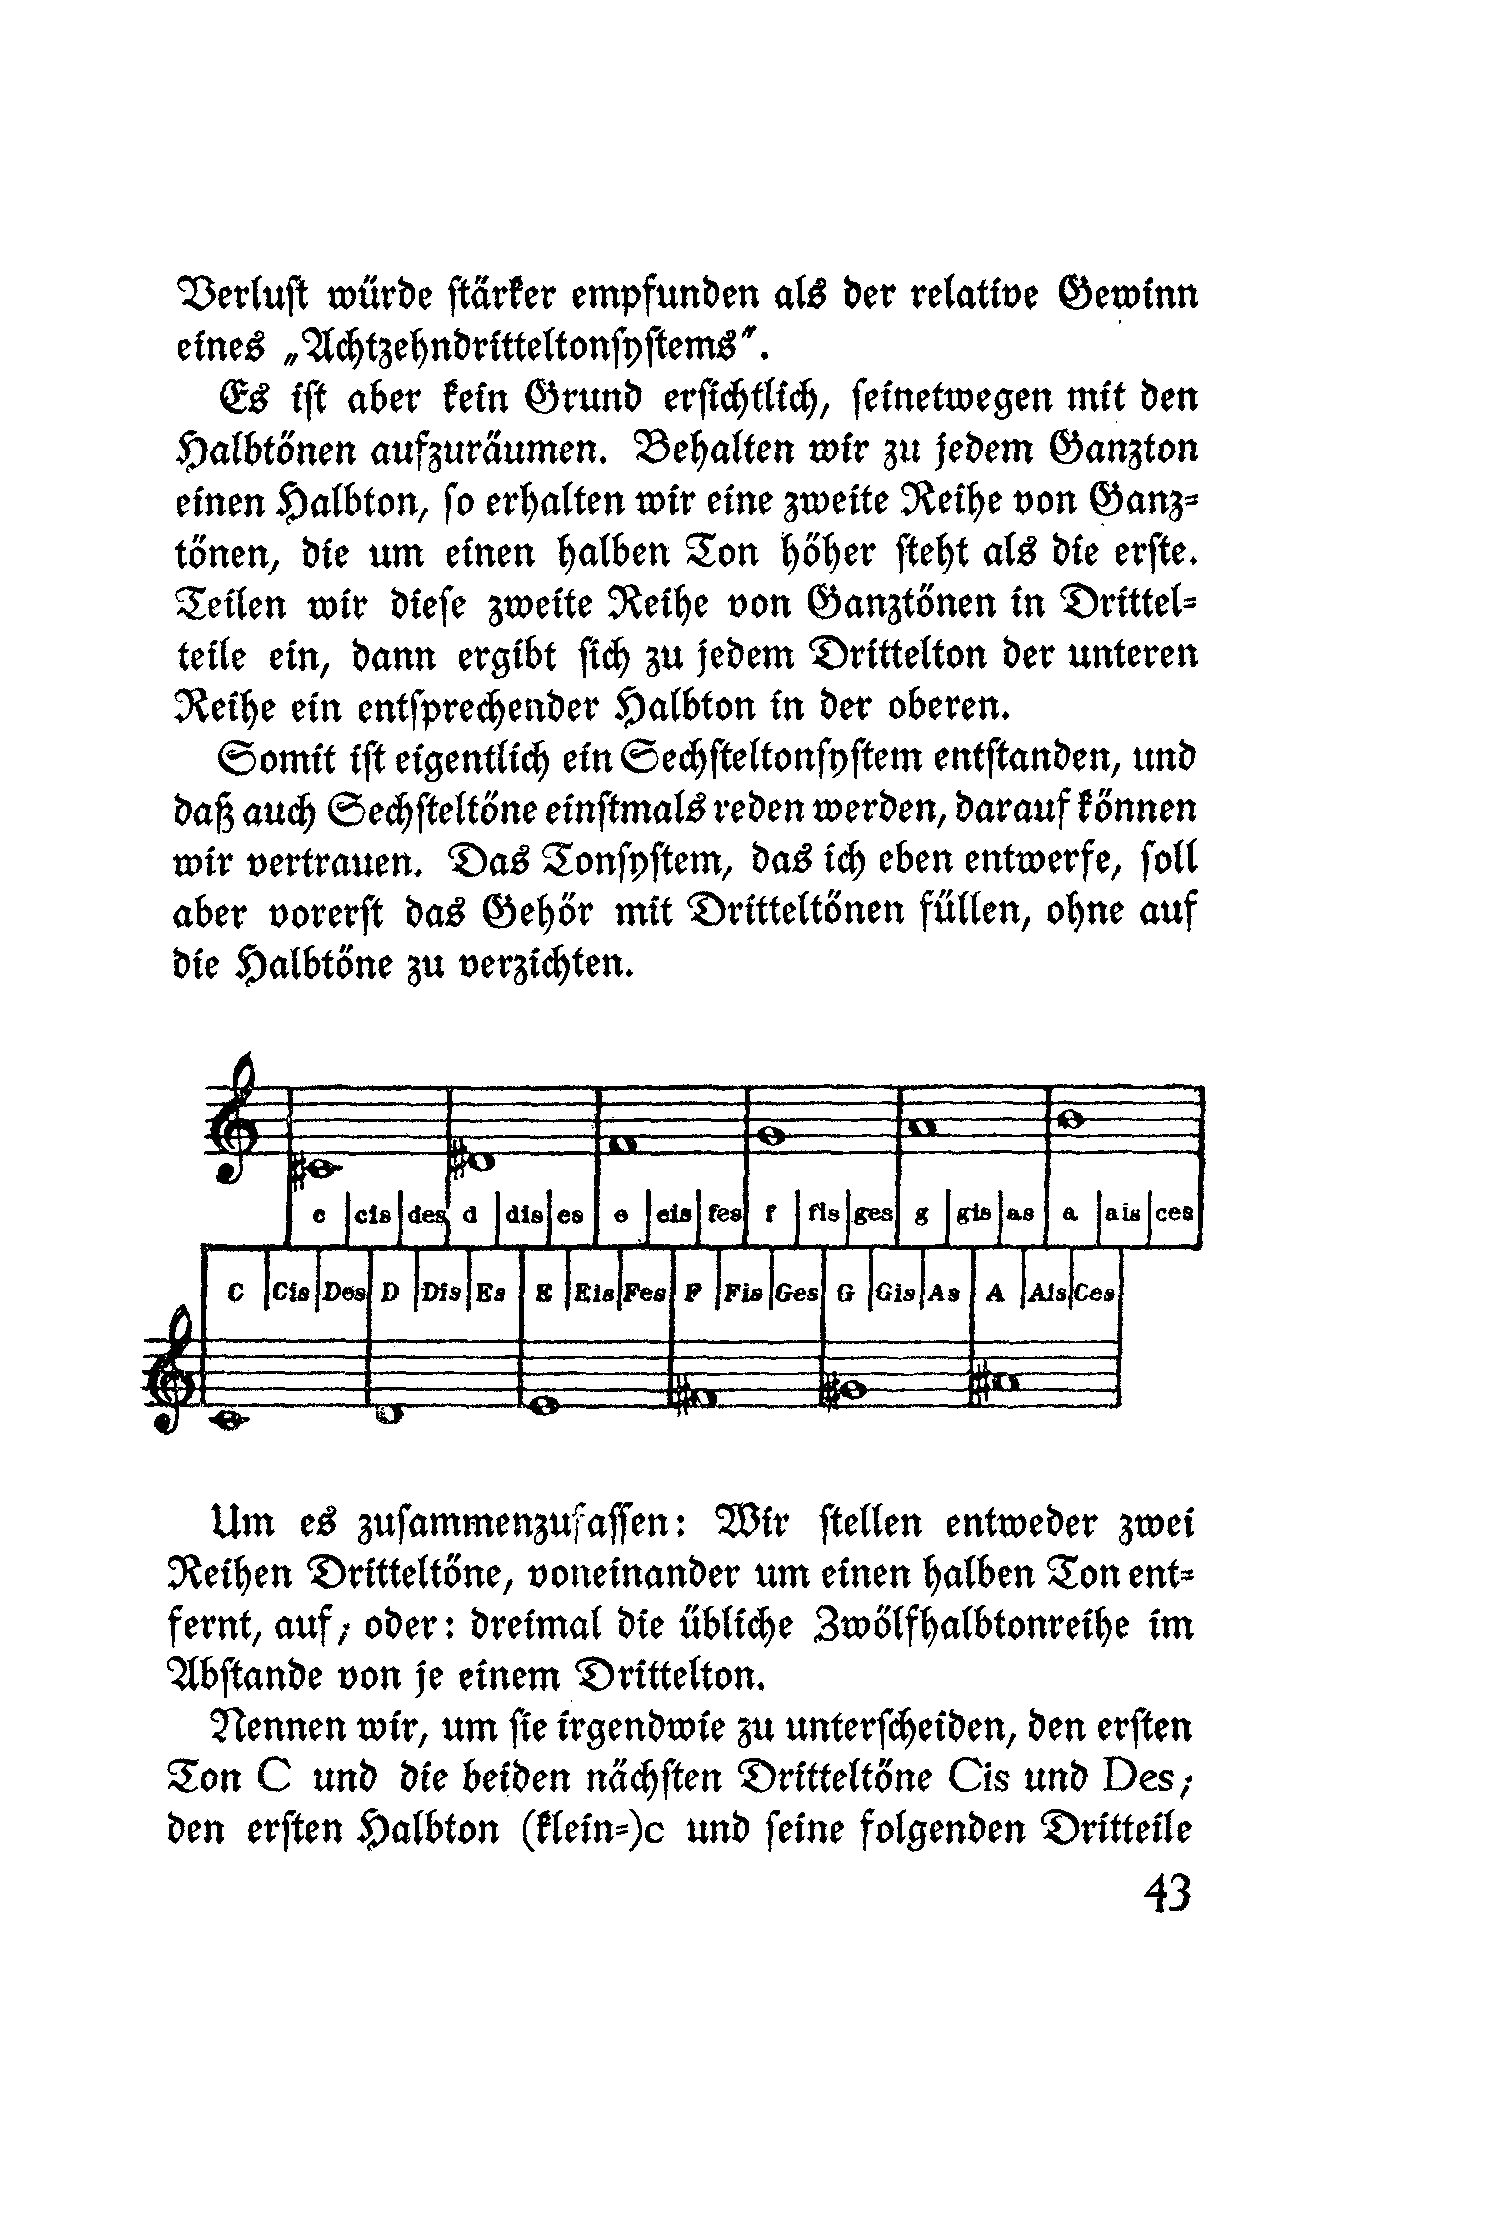 Verlust würde stärker empfunden als der relative Gewinn
eines „Achtzehndritteltonsystems".
Es ist aber kein Grund ersichtlich, seinetwegen mit den
Halbtönen aufzuräumen. Behalten wir zu jedem Ganzton
einen Halbton, so erhalten wir eine zweite Reihe von Ganz-
tönen, die um einen halben Ton höher steht als die erste.
Teilen wir diese zweite Reihe von Ganztönen in Drittel-
teile ein, dann ergibt sich zu jedem Drittelton der unteren
Reihe ein entsprechender Halbton in der oberen.
Somit ist eigentlich ein Sechsteltonsystem entstanden, und
daß auch Sechsteltöne einstmals reden werden, darauf können
wir vertrauen. Das Tonsystem, das ich eben entwerfe, soll
aber vorerst das Gehör mit Dritteltönen füllen, ohne auf
die Halbtöne zu verzichten.
c cis des d dis es e eis fes f fis ges g gis as a ais ces
C Cis Des D Dis Es E Eis Fes F Fis Ges G Gis As A Ais Ces
Um es zusammenzufassen: Wir stellen entweder zwei
Reihen Dritteltöne, voneinander um einen halben Ton ent-
fernt, auf; oder: dreimal die übliche Zwölfhalbtonreihe im
Abstande von je einem Drittelton.
Nennen wir, um sie irgendwie zu unterscheiden, den ersten
Ton C und die beiden nächsten Dritteltöne Cis und Des;
den ersten Halbton (klein-)c und seine folgenden Dritteile
43